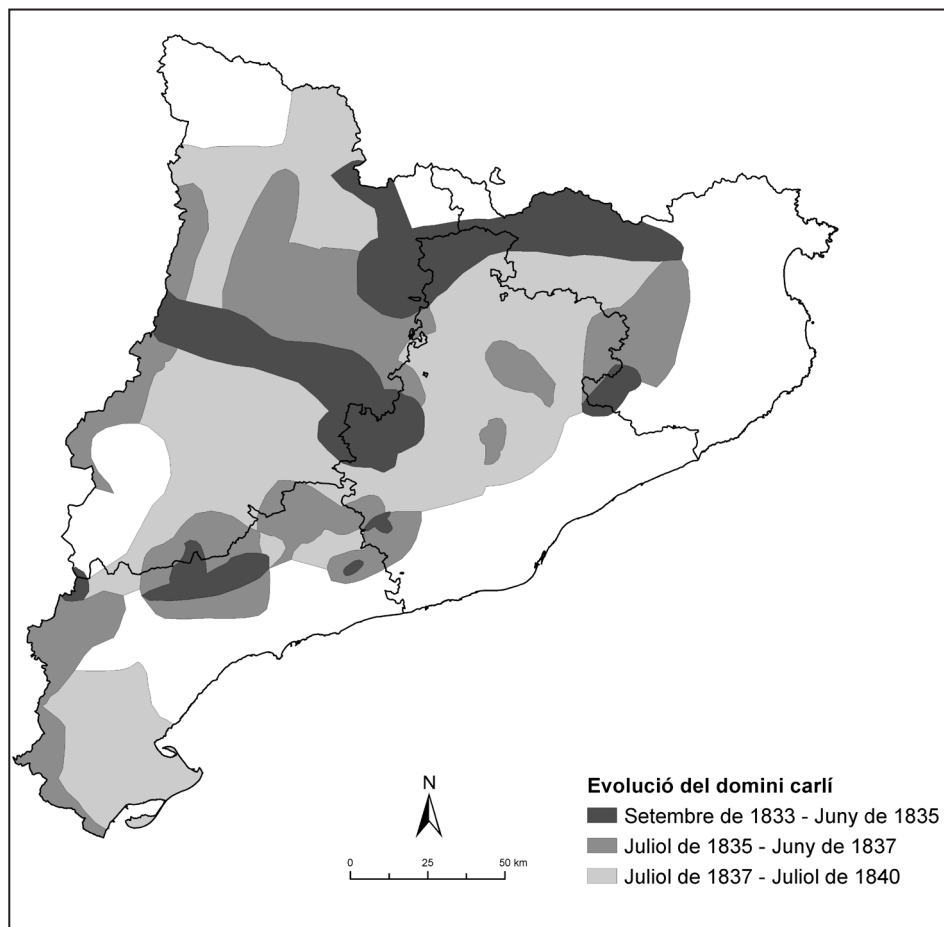 N
0 25 50 km
Evolució del domini carlí
Setembre de 1833 - Juny de 1835
Juliol de 1835 - Juny de 1837
Juliol de 1837 - Juliol de 1840